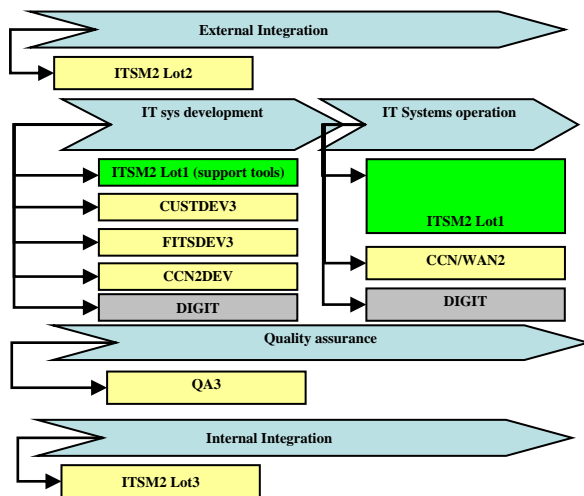 External Integration
ITSM2 Lot2
IT sys development
ITSM2 Lot1 (support tools)
CUSTDEV3
FITSDEV3
CCN2DEV
DIGIT
IT Systems operation
ITSM2 Lot1
CCN/WAN2
DIGIT
Quality assurance
QA3
Internal Integration
ITSM2 Lot3